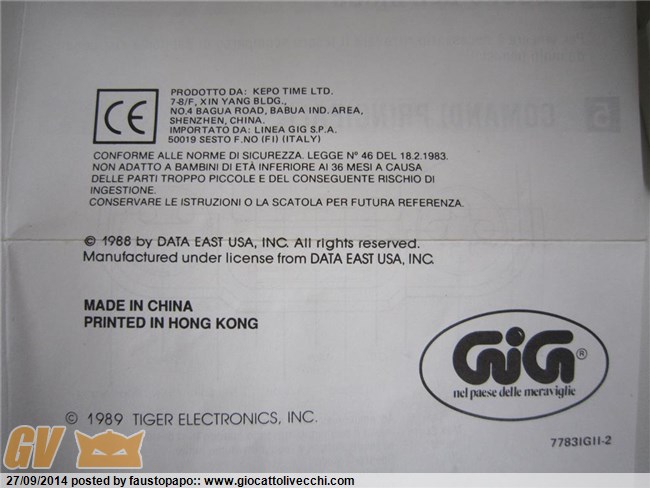 5 COMANDI PRINCI
CE
PRODOTTO DA: KEPO TIME LTD.
7-8/F, XIN YANG BLDG.,
NO.4 BAGUA ROAD, BABUA IND. AREA,
SHENZHEN, CHINA.
IMPORTATO DA: LINEA GIG S.P.A.
50019 SESTO F.NO (FI) (ITALY)
CONFORME ALLE NORME DI SICUREZZA. LEGGE N° 46 DEL 18.2.1983.
NON ADATTO A BAMBINI DI ETÁ INFERIORE AI 36 MESI A CAUSA
DELLE PARTI TROPPO PICCOLE E DEL CONSEGUENTE RISCHIO DI
INGESTIONE.
CONSERVARE LE ISTRUZIONI O LA SCATOLA PER FUTURA REFERENZA.
© 1988 by DATA EAST USA, INC. All rights reserved.
Manufactured under license from DATA EAST USA, INC.
MADE IN CHINA
PRINTED IN HONG KONG
GiG®
nel paese delle meraviglie
© 1989 TIGER ELECTRONICS, INC.
7783IGII-2
GV
27/09/2014 posted by faustopapo:: www.giocattolivecchi.com